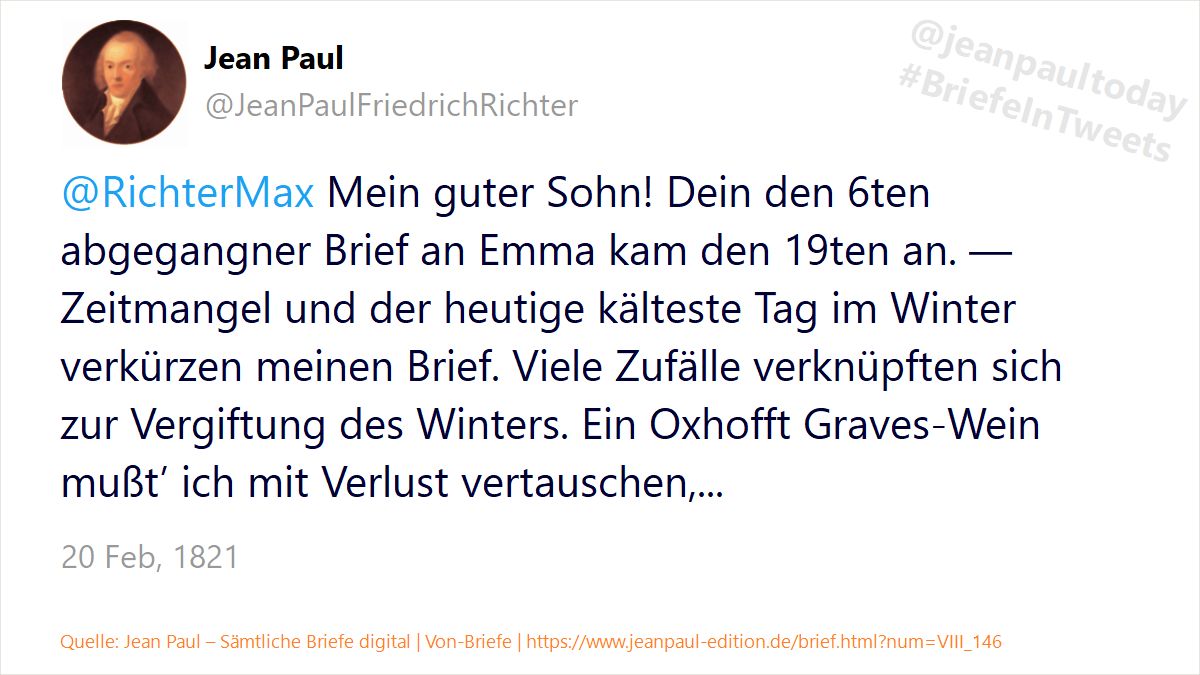 Jean Paul
@JeanPaulFriedrichRichter
@jeanpaultoday
#BriefeInTweets
@RichterMax Mein guter Sohn! Dein den 6ten
abgegangner Brief an Emma kam den 19ten an. —
Zeitmangel und der heutige kälteste Tag im Winter
verkürzen meinen Brief. Viele Zufälle verknüpften sich
zur Vergiftung des Winters. Ein Oxhofft Graves-Wein
mußt’ ich mit Verlust vertauschen,...
20 Feb, 1821
Quelle: Jean Paul – Sämtliche Briefe digital | Von-Briefe | https://www.jeanpaul-edition.de/brief.html?num=VIII_146